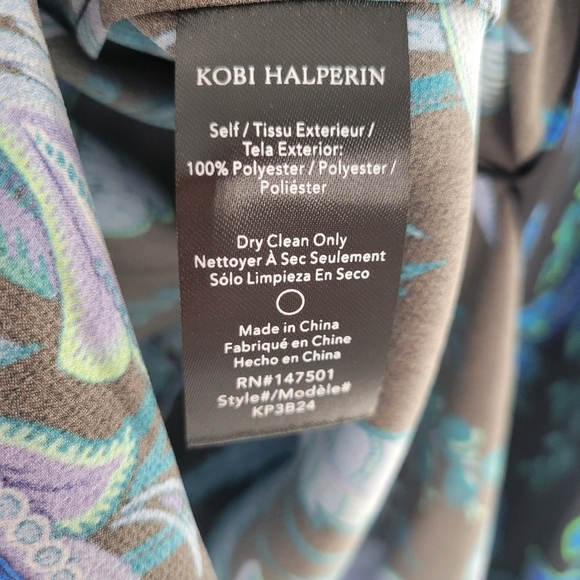 KOBI HALPERIN
Self / Tissu Exterieur /
Tela Exterior:
100% Polyester / Polyester /
Poliéster
Dry Clean Only
Nettoyer À Sec Seulement
Sólo Limpieza En Seco
Made in China
Fabriqué en Chine
Hecho en China
RN#147501
Style#/Modèle#
KP3B24